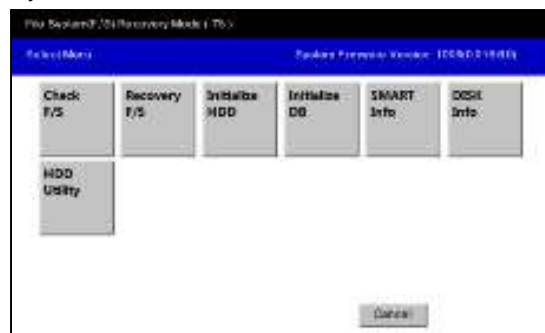 File System(F/S) Recovery Mode ( 75 )
Select Menu
System Firmware Version
Check
F/S
Recovery
F/S
Initialize
HDD
Initialize
DB
SMART
Info
DISK
Info
HDD
Utility
Cancel